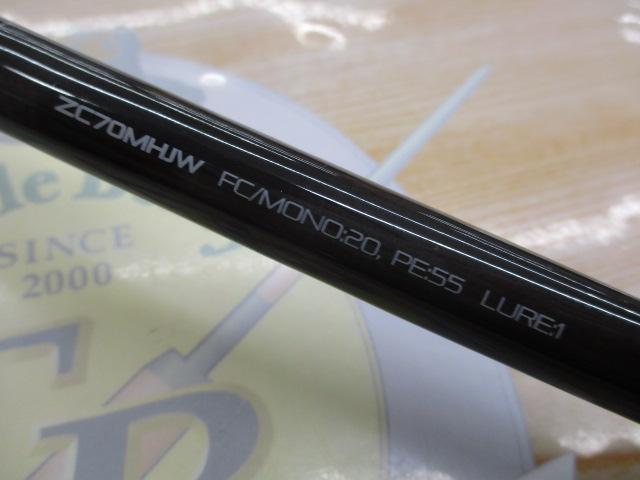 ZC70MHJW FC/MONO:20, PE:55 LURE:1
SINCE
2000